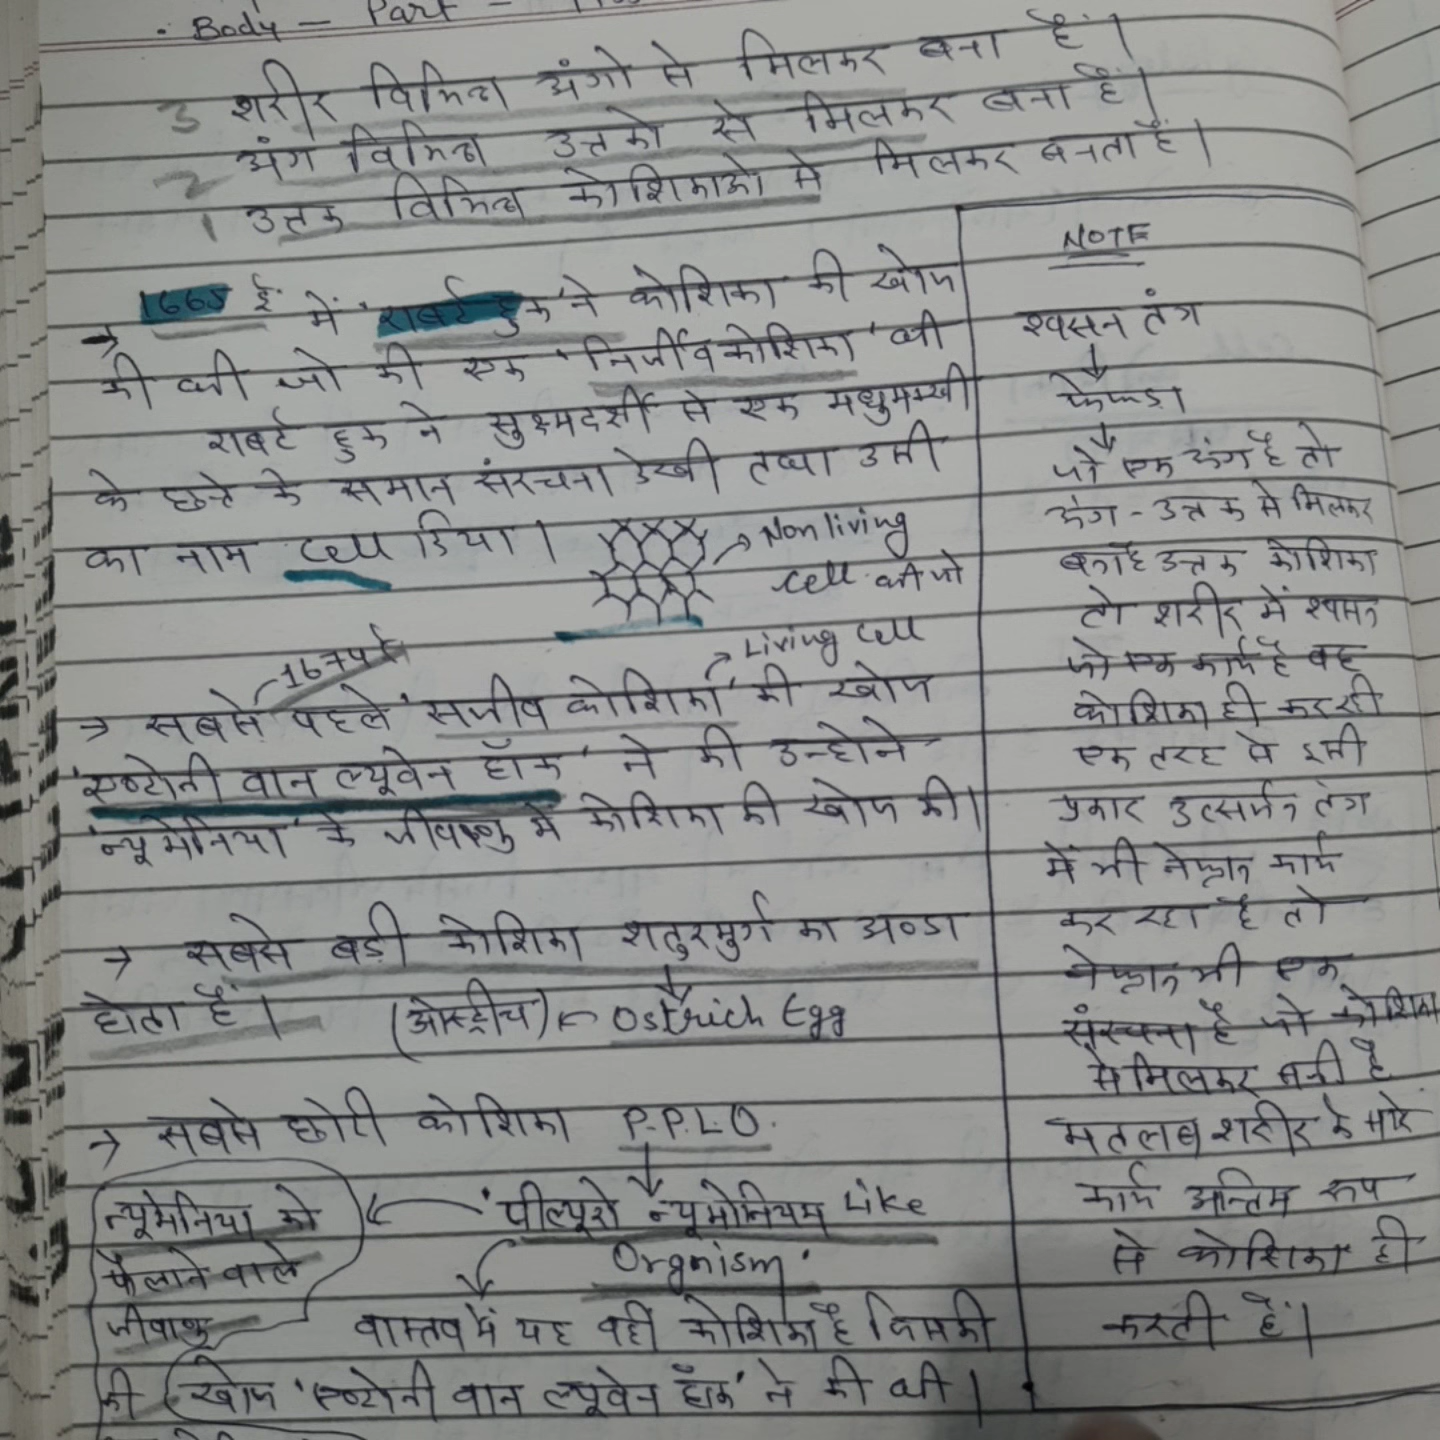 • Body - Part -
3 शरीर विभिन्न अंगो से मिलकर बना है।
2 अंग विभिन्न उत्तको से मिलकर बना है।
1 उत्तक विभिन्न कोशिकाओ से मिलकर बनता है।
→ 1665 ई. में 'राबर्ट हुक' ने कोशिका की खोज
की थी जो की एक 'निर्जीव कोशिका' थी
राबर्ट हुक ने सुक्ष्मदर्शी से एक मधुमक्खी
के छत्ते के समान संरचना देखी तथा उसी
का नाम Cell दिया।
Non living
Cell थी जो
1674 ई
Living Cell
→ सबसे पहले 'सजीव कोशिका' की खोज
'एण्टोनी वान ल्यूवेन हॉक' ने की उन्होने
'न्यूमोनिया' के जीवाणु में कोशिका की खोज की।
→ सबसे बड़ी कोशिका शतुरमुर्ग का अण्डा
होता है। (ओस्ट्रीच) ← Ostrich Egg
→ सबसे छोटी कोशिका P.P.L.O.
'पील्यूरो न्यूमोनियम Like
Orgnism'
न्यूमोनिया को
फैलाने वाले
जीवाणु
वास्तव में यह वही कोशिका है जिसकी
की खोज 'एण्टोनी वान ल्यूवेन हॉक' ने की थी।
NOTE
श्वसन तंग
↓
फेफड़ा
↓
जो एक अंग है तो
अंग - उत्तक से मिलकर
बना है उत्तक कोशिका
तो शरीर में श्वसन
जो एक कार्य है वह
कोशिका ही कर रही
एक तरह से इसी
प्रकार उत्सर्जन तंग
में भी नेफ्रान कार्य
कर रहा है तो
नेफ्रान भी एक
संरचना है जो कोशिका
से मिलकर बनी है
मतलब शरीर के सारे
कार्य अन्तिम रूप
से कोशिका ही
करती है।